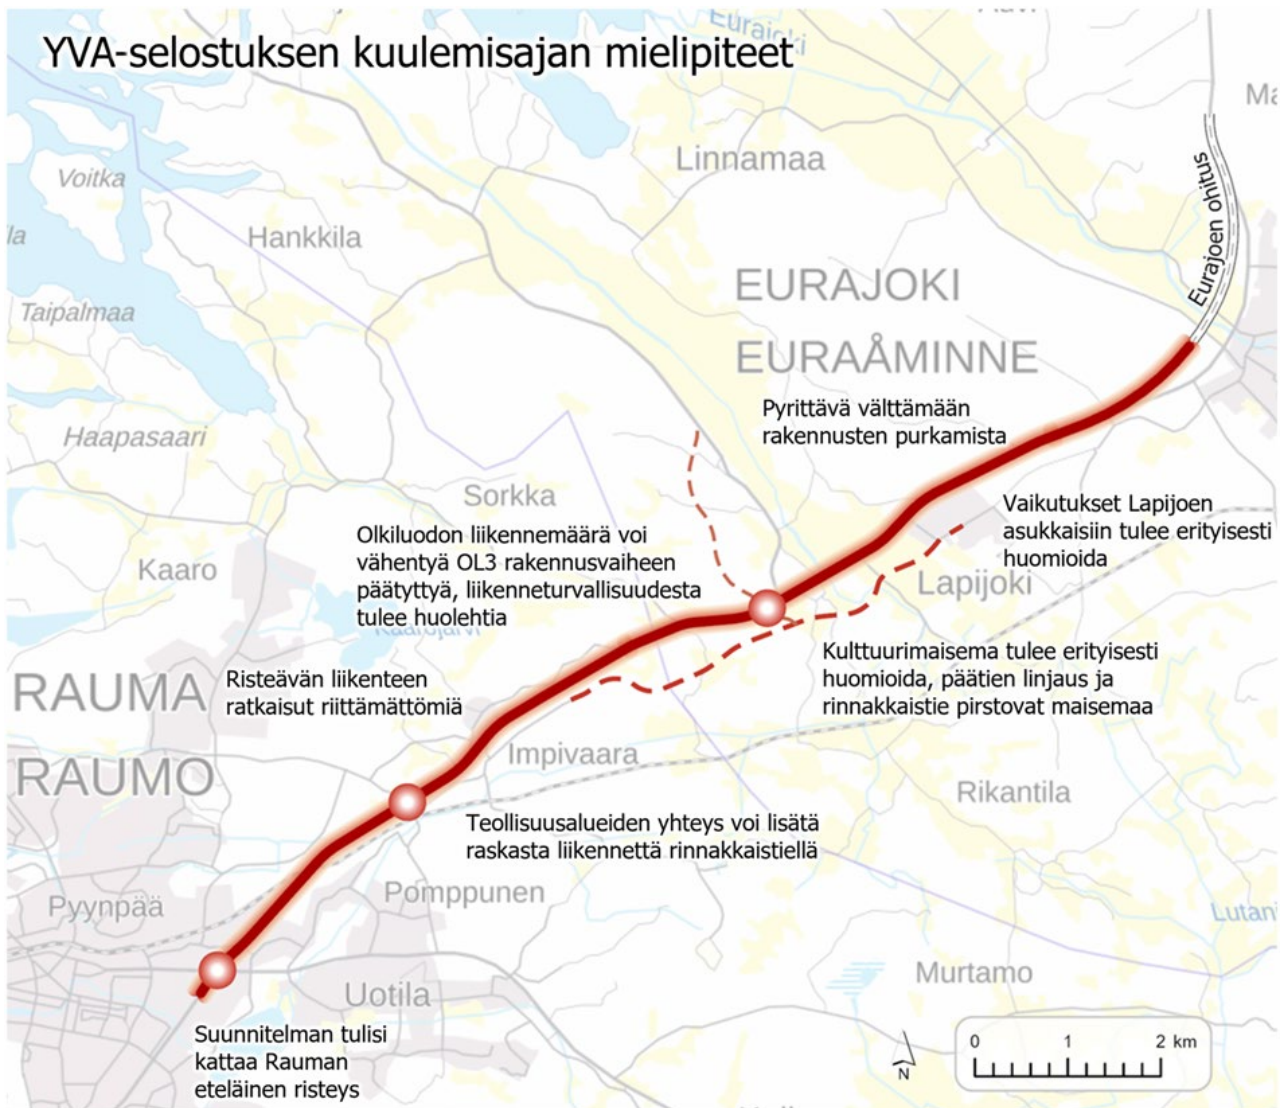 YVA-selostuksen kuulemisajan mielipiteet
Eurajoki
Linnamaa
Voitka
Hankkila
Eurajoen ohitus
Taipalmaa
EURAJOKI
EURAÅMINNE
Pyrittävä välttämään
rakennusten purkamista
Haapasaari
Sorkka
Vaikutukset Lapijoen
asukkaisiin tulee erityisesti
huomioida
Olkiluodon liikennemäärä voi
vähentyä OL3 rakennusvaiheen
päätyttyä, liikenneturvallisuudesta
tulee huolehtia
Kaaro
Lapijoki
Kaarojärvi
Kulttuurimaisema tulee erityisesti
huomioida, päätien linjaus ja
rinnakkaistie pirstovat maisemaa
Risteävän liikenteen
ratkaisut riittämättömiä
RAUMA
RAUMO
Impivaara
Rikantila
Teollisuusalueiden yhteys voi lisätä
raskasta liikennettä rinnakkaistiellä
Pomppunen
Pyynpää
Lutani
Murtamo
Uotila
Suunnitelman tulisi
kattaa Rauman
eteläinen risteys
N
0 1 2 km